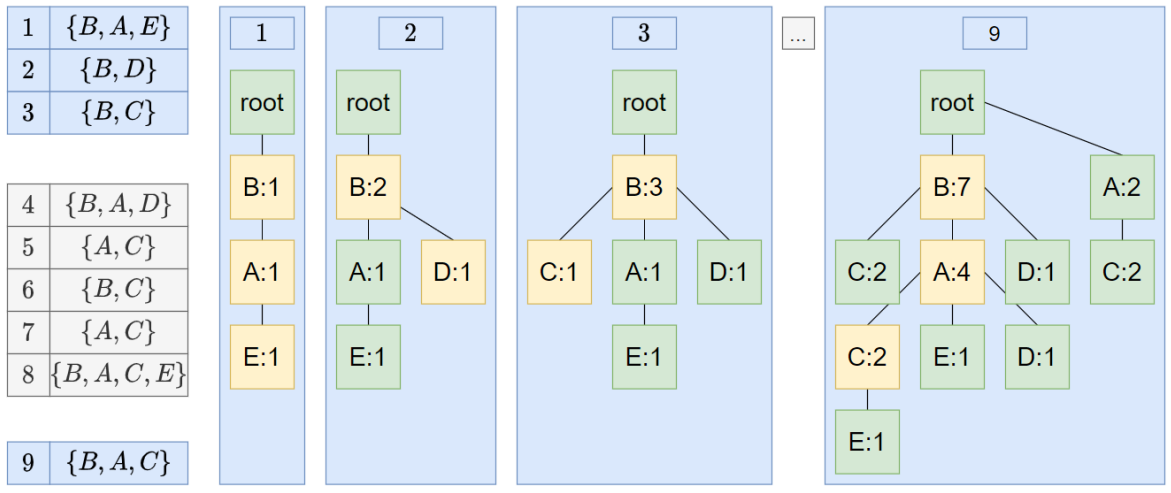 1 {B, A, E}
2 {B, D}
3 {B, C}
4 {B, A, D}
5 {A, C}
6 {B, C}
7 {A, C}
8 {B, A, C, E}
9 {B, A, C}
1
root
B:1
A:1
E:1
2
root
B:2
A:1 D:1
E:1
3
root
B:3
C:1 A:1 D:1
E:1
...
9
root
B:7 A:2
C:2 A:4 D:1 C:2
C:2 E:1 D:1
E:1